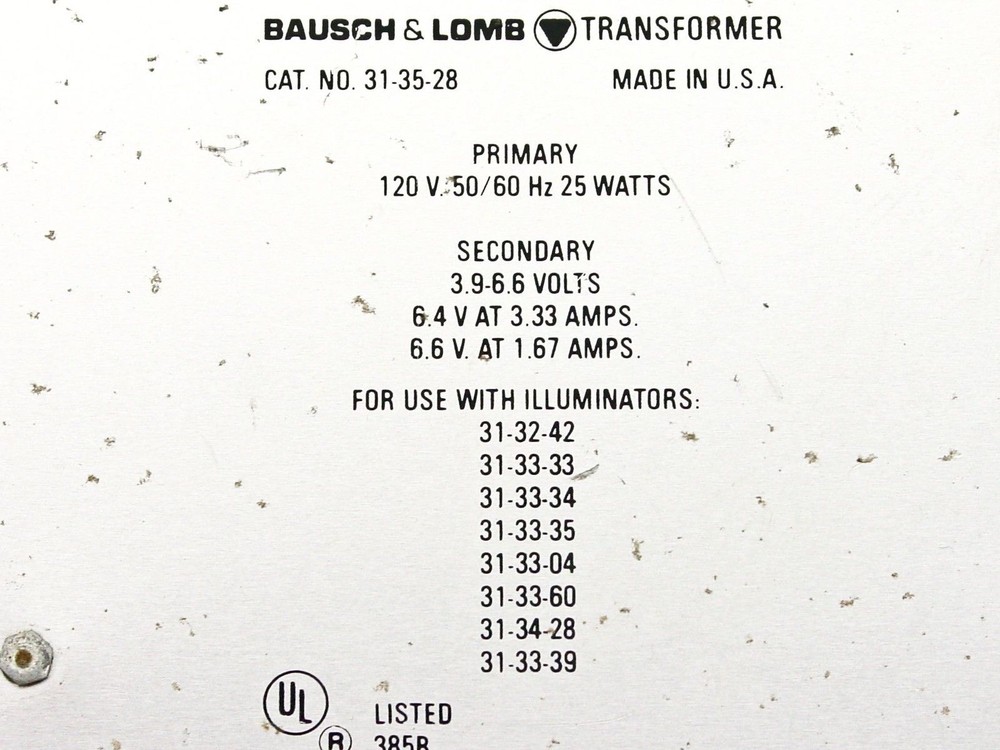 BAUSCH & LOMB TRANSFORMER
CAT. NO. 31-35-28 MADE IN U.S.A.
PRIMARY
120 V. 50/60 Hz 25 WATTS
SECONDARY
3.9-6.6 VOLTS
6.4 V AT 3.33 AMPS.
6.6 V. AT 1.67 AMPS.
FOR USE WITH ILLUMINATORS:
31-32-42
31-33-33
31-33-34
31-33-35
31-33-04
31-33-60
31-34-28
31-33-39
UL LISTED
R 385B